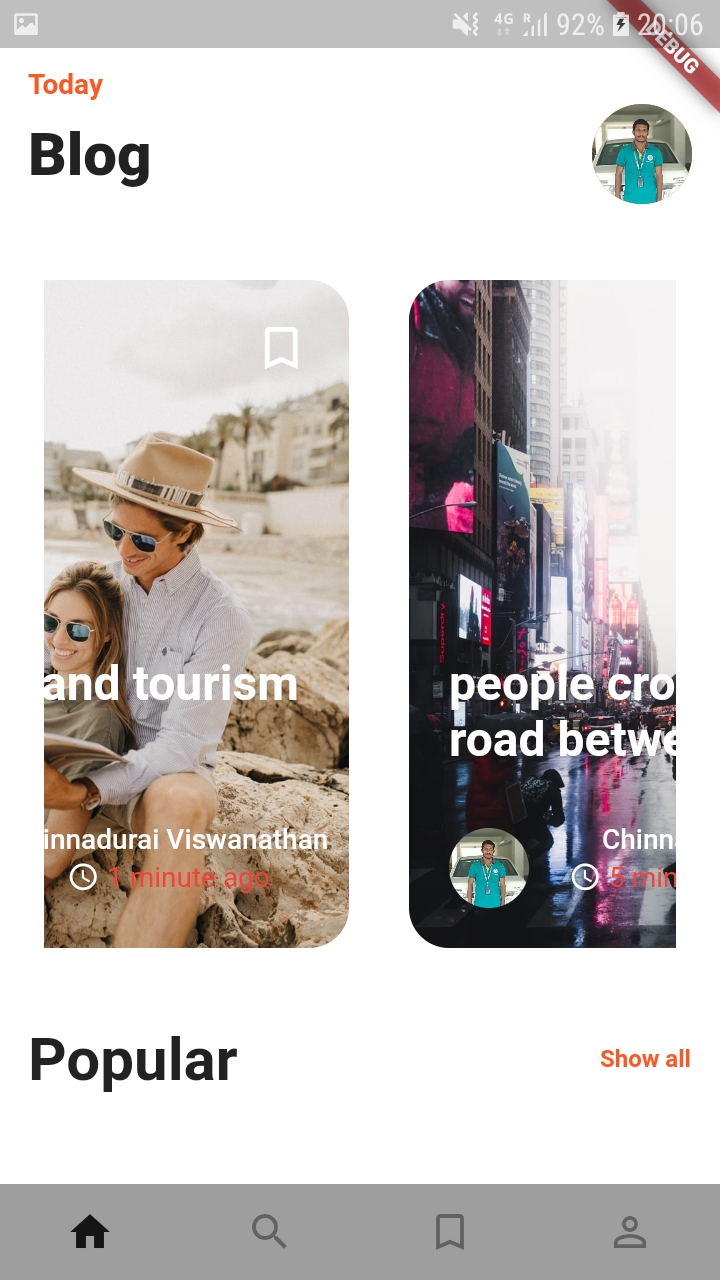 4G R 92% 20:06
DEBUG
Today
Blog
and tourism
innadurai Viswanathan
1 minute ago
people cro
road betwe
Superdry
Chinna
5 min
Popular
Show all